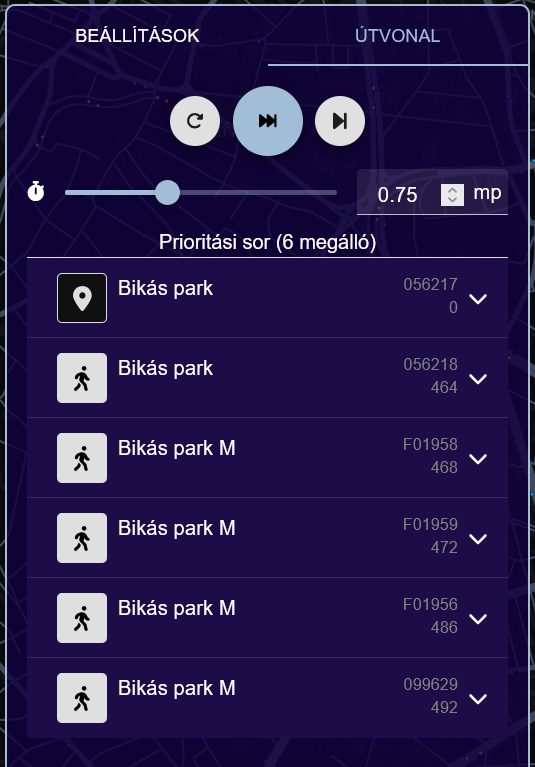 BEÁLLÍTÁSOK ÚTVONAL
0.75 mp
Prioritási sor (6 megálló)
Bikás park 056217
0
Bikás park 056218
464
Bikás park M F01958
468
Bikás park M F01959
472
Bikás park M F01956
486
Bikás park M 099629
492